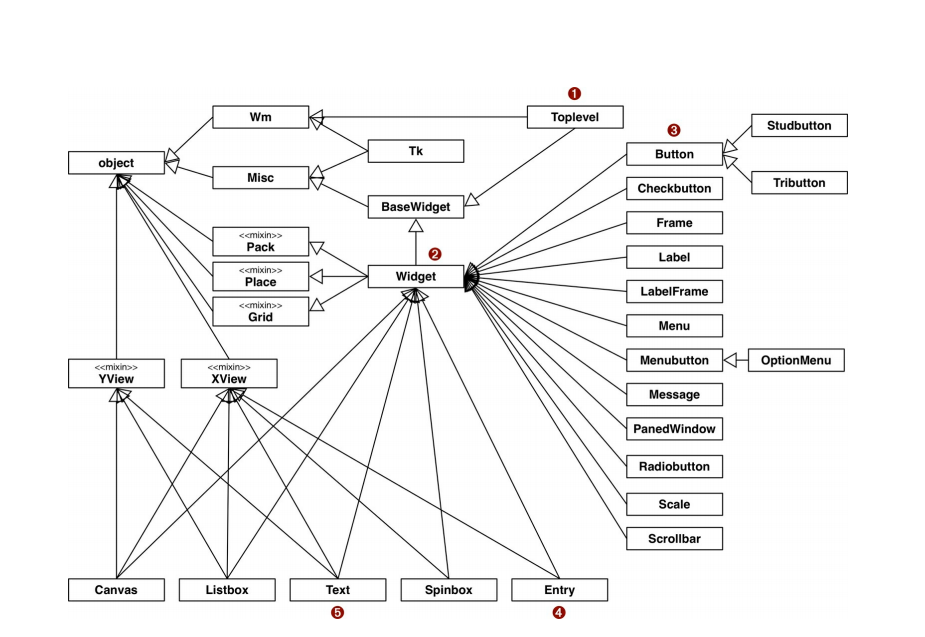 ❶
Wm
Toplevel
Studbutton
❸
Tk
Button
object
Misc
Tributton
Checkbutton
BaseWidget
Frame
<<mixin>>
Pack
❷
Label
<<mixin>>
Place
Widget
LabelFrame
<<mixin>>
Grid
Menu
<<mixin>>
YView
<<mixin>>
XView
Menubutton
OptionMenu
Message
PanedWindow
Radiobutton
Scale
Scrollbar
Canvas
Listbox
Text
Spinbox
Entry
❺
❹